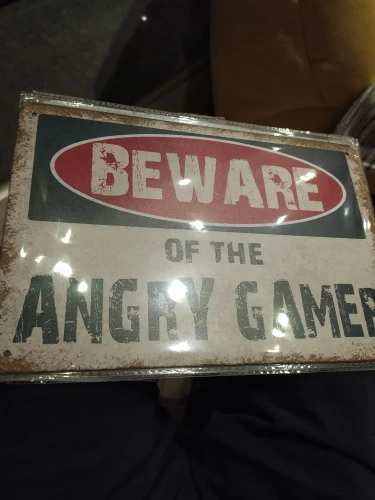 BEWARE
OF THE
ANGRY GAMER